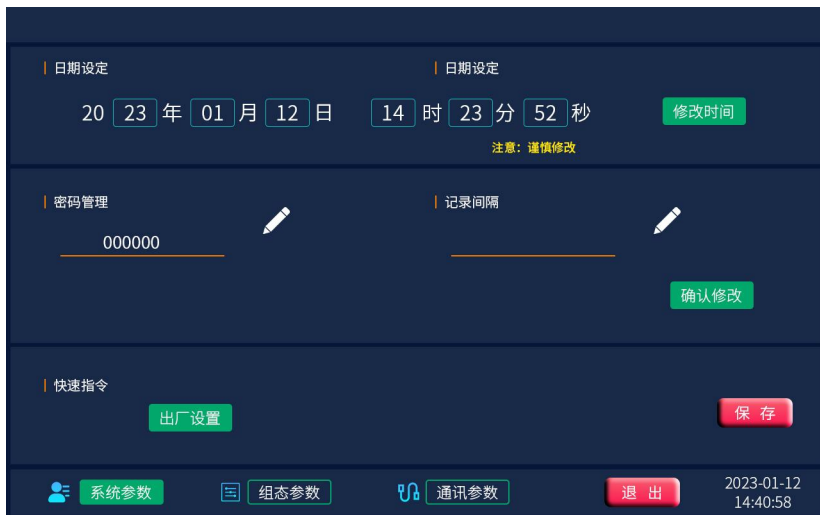 日期设定 日期设定
20 23 年 01 月 12 日 14 时 23 分 52 秒 修改时间
注意：谨慎修改
密码管理 记录间隔
000000
确认修改
快速指令
出厂设置 保 存
系统参数 组态参数 通讯参数 退 出 2023-01-12
14:40:58